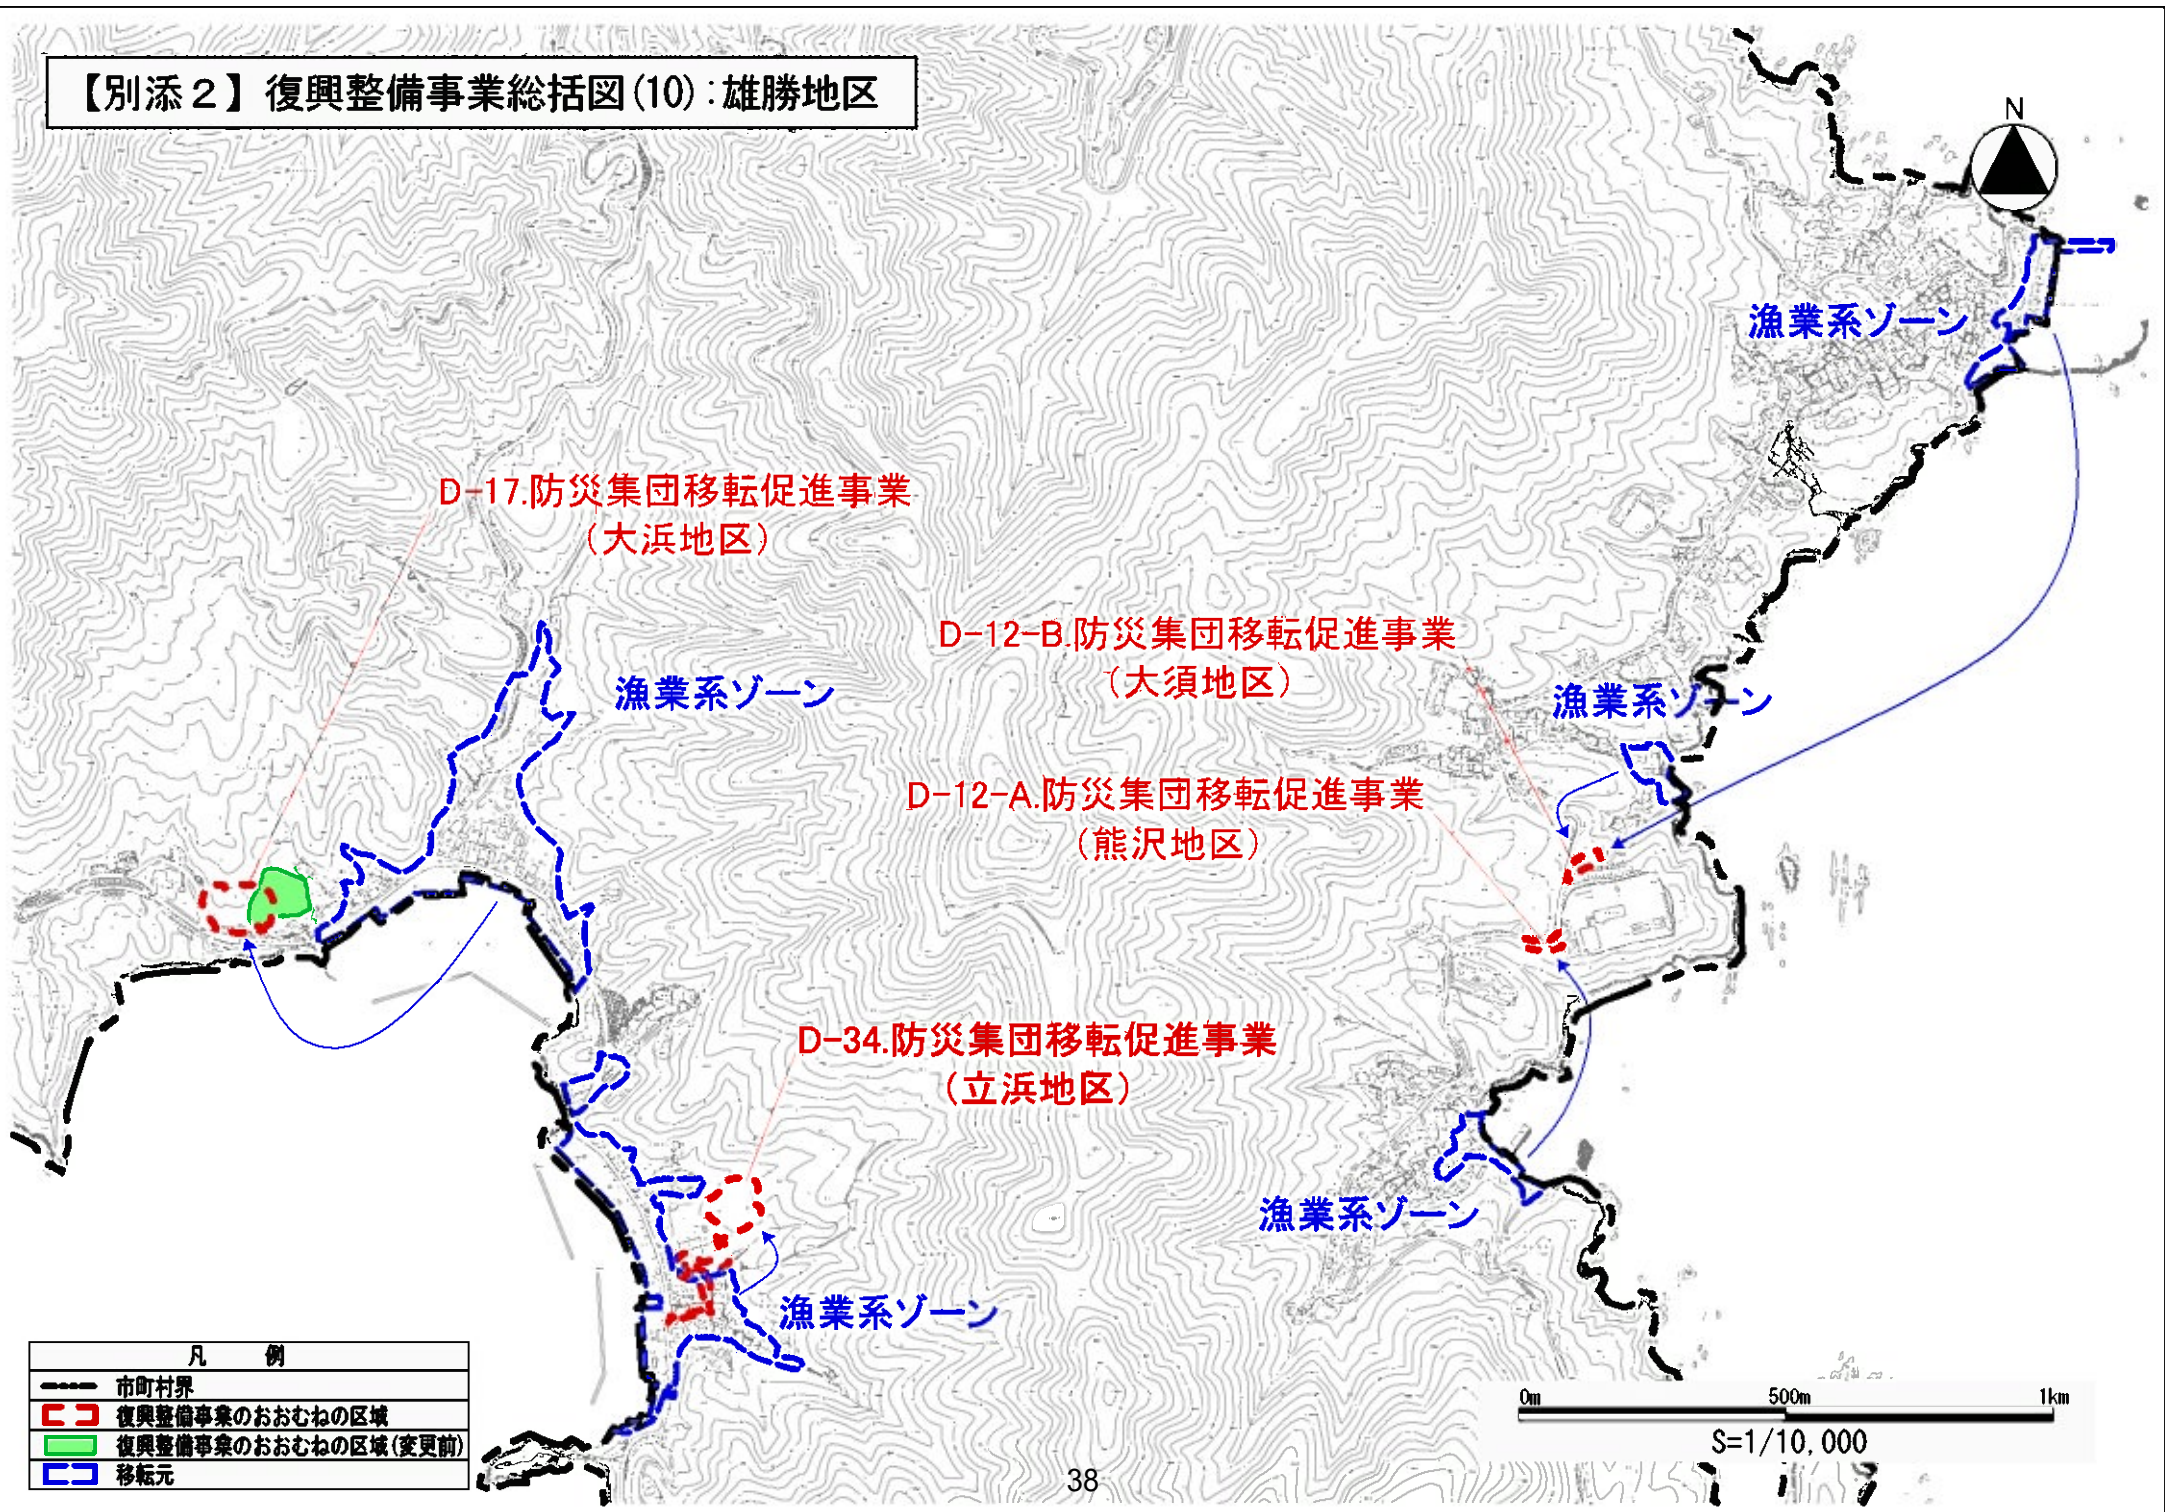 【別添２】復興整備事業総括図(10):雄勝地区
N
漁業系ゾーン
D-17.防災集団移転促進事業
(大浜地区)
D-12-B.防災集団移転促進事業
(大須地区)
漁業系ゾーン
漁業系ゾーン
D-12-A.防災集団移転促進事業
(熊沢地区)
D-34.防災集団移転促進事業
(立浜地区)
漁業系ゾーン
漁業系ゾーン
凡　例
市町村界
復興整備事業のおおむねの区域
復興整備事業のおおむねの区域(変更前)
移転元
0m 500m 1km
S=1/10,000
38